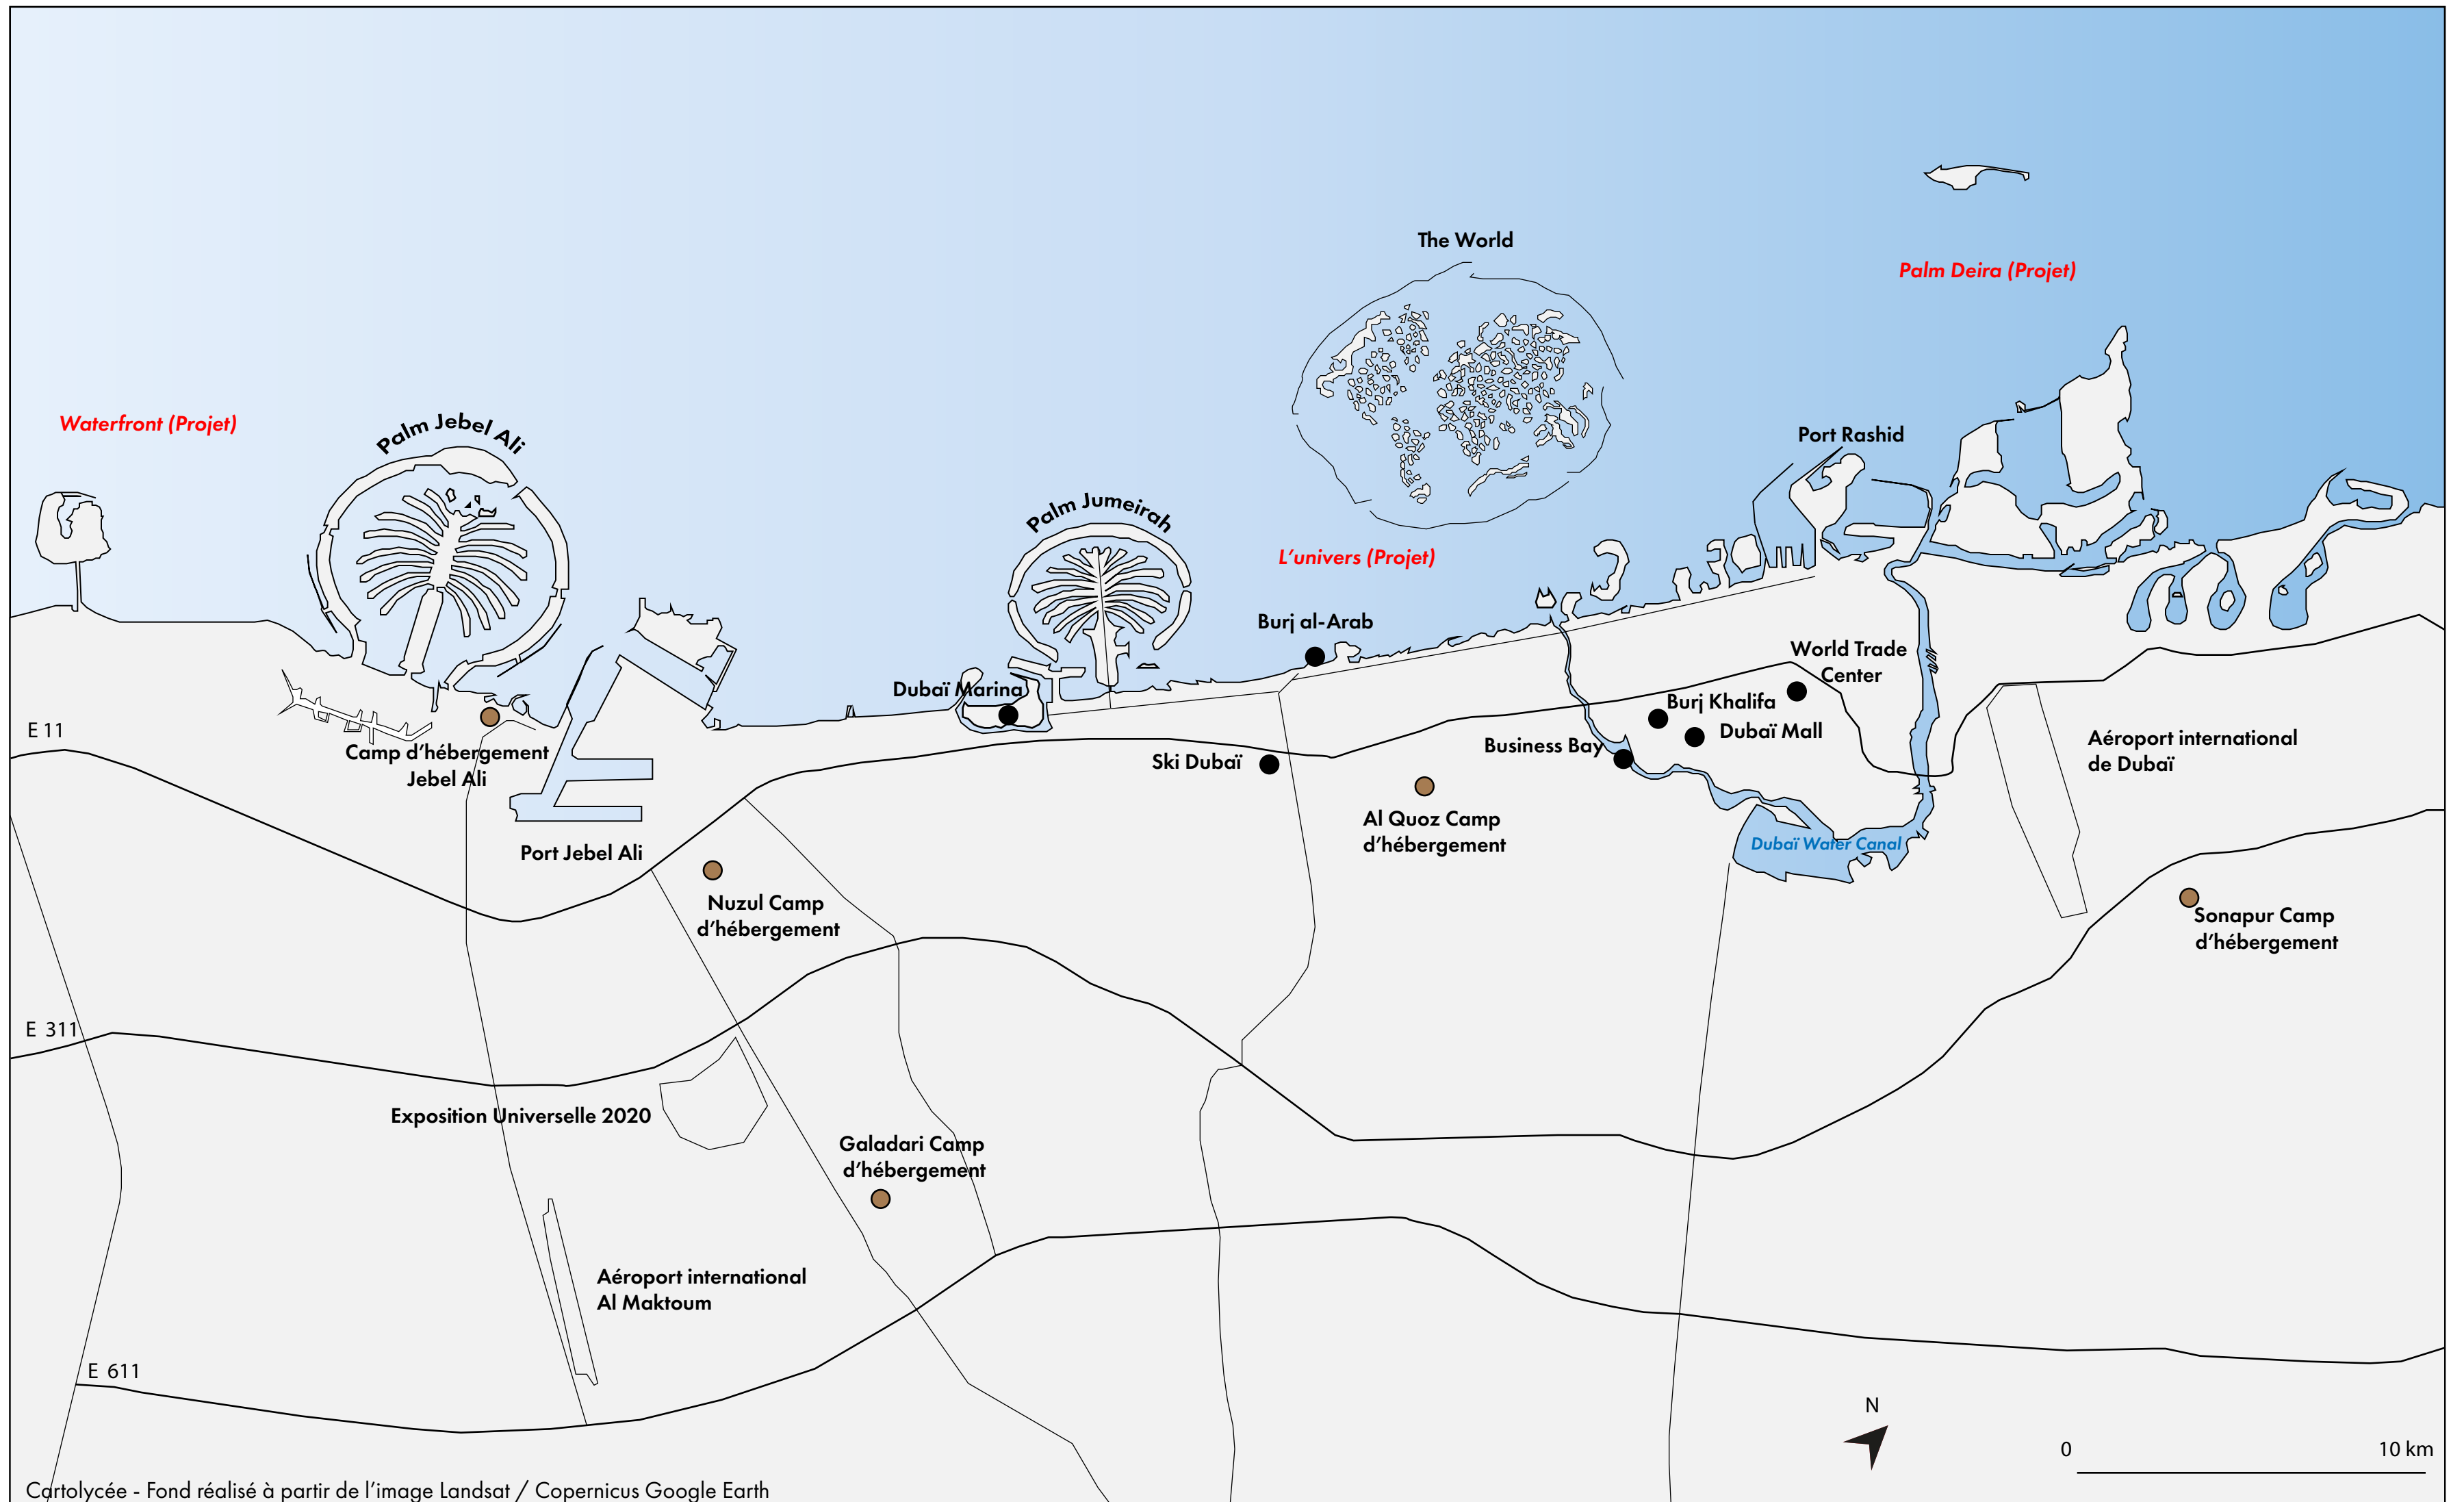 The World
Palm Deira (Projet)
Waterfront (Projet)
Palm Jebel Ali
Port Rashid
Palm Jumeirah
L'univers (Projet)
Burj al-Arab
World Trade
Center
Dubaï Marina
Burj Khalifa
Dubaï Mall
E 11
Camp d'hébergement
Jebel Ali
Business Bay
Ski Dubaï
Aéroport international
de Dubaï
Al Quoz Camp
d'hébergement
Dubaï Water Canal
Port Jebel Ali
Nuzul Camp
d'hébergement
Sonapur Camp
d'hébergement
E 311
Exposition Universelle 2020
Galadari Camp
d'hébergement
Aéroport international
Al Maktoum
E 611
N
0 10 km
Cartolycée - Fond réalisé à partir de l'image Landsat / Copernicus Google Earth